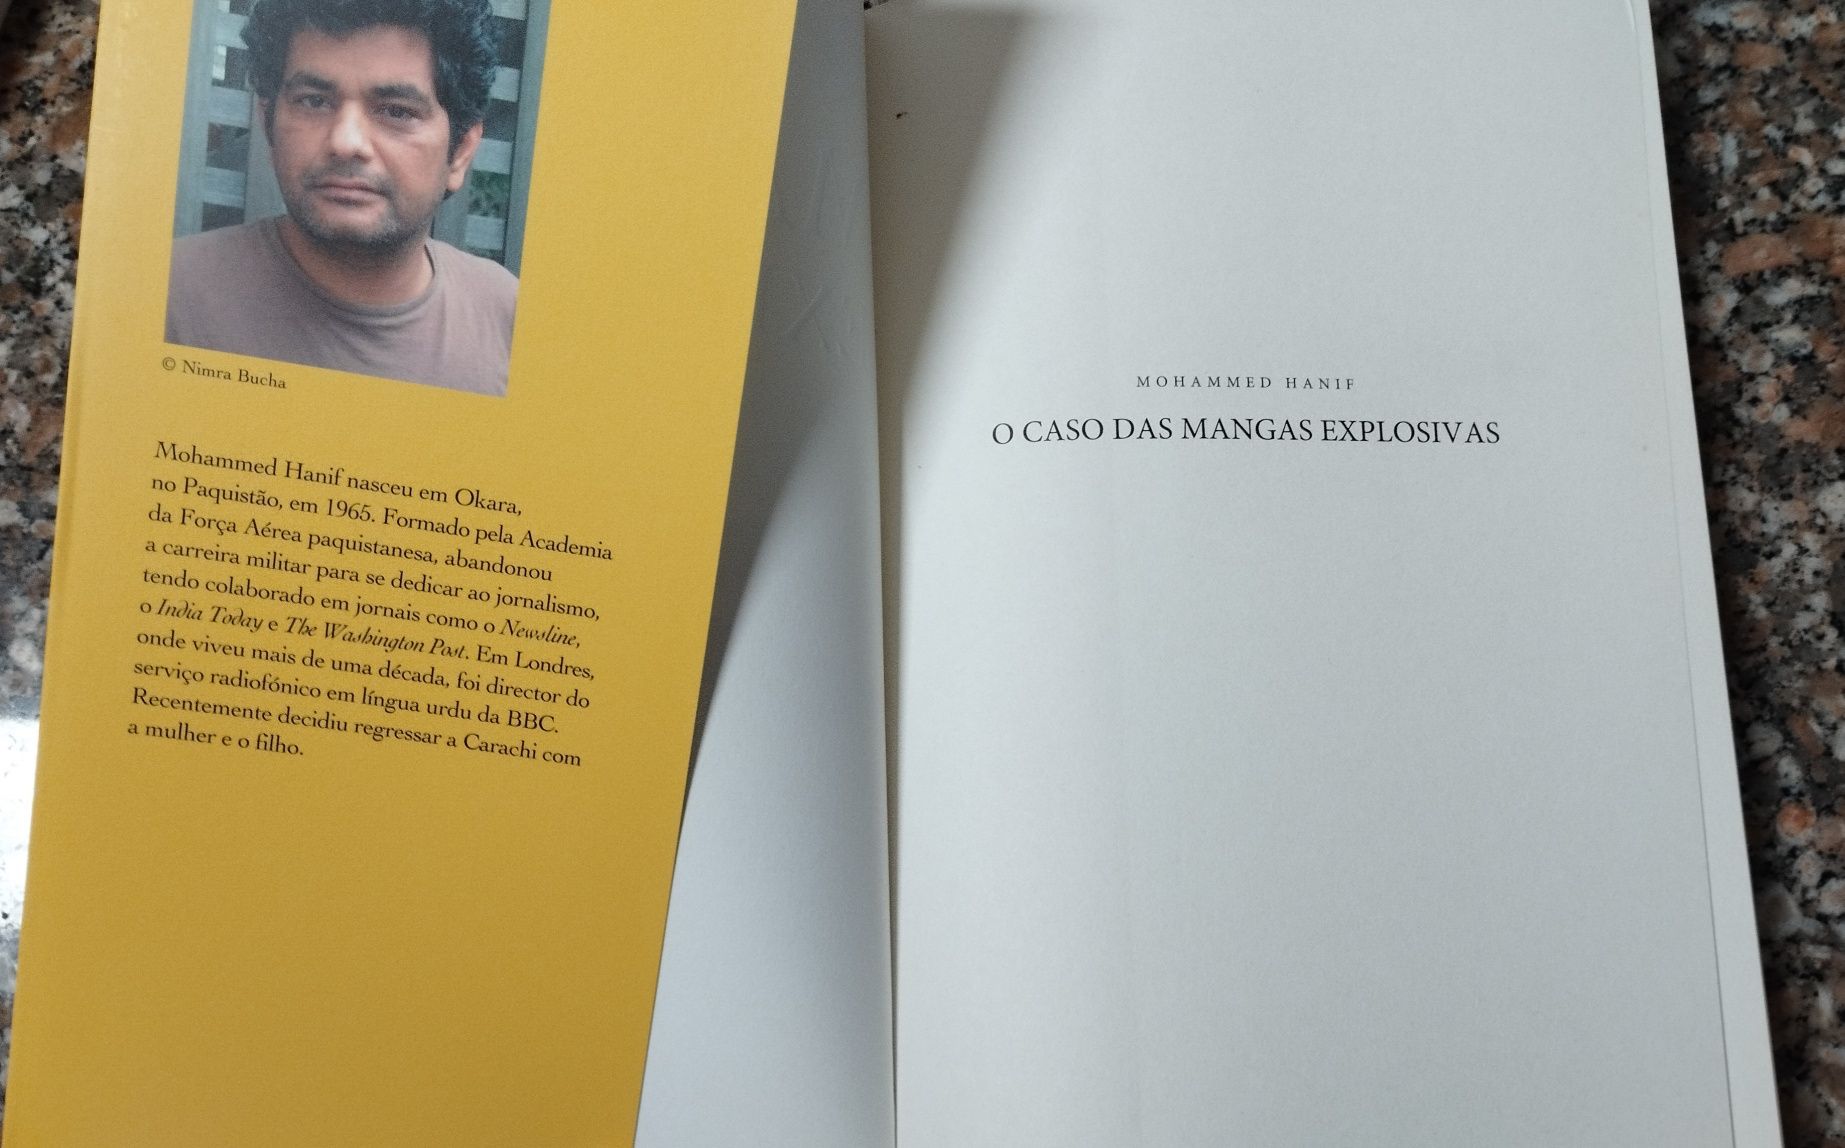 © Nimra Bucha
Mohammed Hanif nasceu em Okara,
no Paquistão, em 1965. Formado pela Academia
da Força Aérea paquistanesa, abandonou
a carreira militar para se dedicar ao jornalismo,
tendo colaborado em jornais como o Newsline,
o India Today e The Washington Post. Em Londres,
onde viveu mais de uma década, foi director do
serviço radiofónico em língua urdu da BBC.
Recentemente decidiu regressar a Carachi com
a mulher e o filho.
MOHAMMED HANIF
O CASO DAS MANGAS EXPLOSIVAS